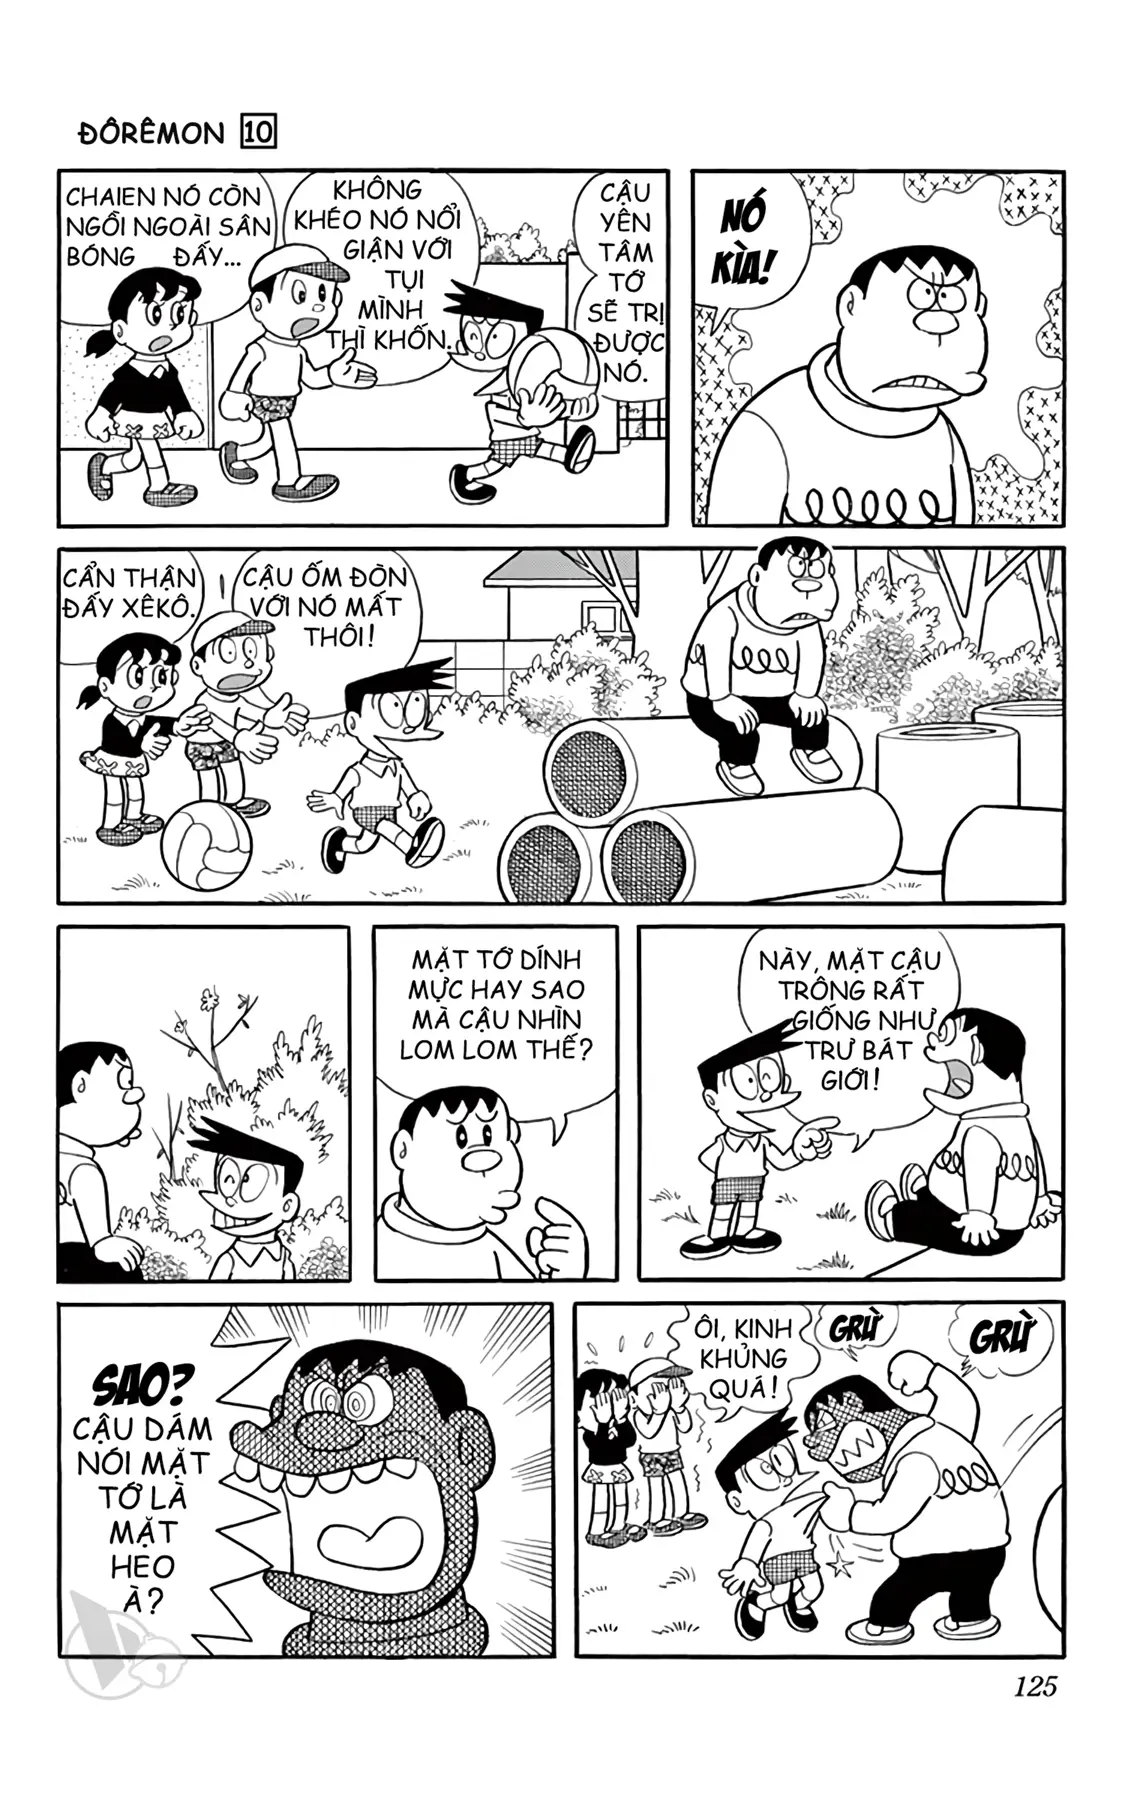 ĐÔRÊMON 10
CHAIEN NÓ CÒN
NGỒI NGOÀI SÂN
BÓNG ĐẤY...
KHÔNG
KHÉO NÓ NỔI
GIẬN VỚI
TỤI
MÌNH
THÌ KHỐN.
CẬU
YÊN
TÂM
TỚ
SẼ TRỊ
ĐƯỢC
NÓ.
NÓ
KÌA!
CẨN THẬN
ĐẤY XÊKÔ.
CẬU ỐM ĐÒN
VỚI NÓ MẤT
THÔI!
MẶT TỚ DÍNH
MỰC HAY SAO
MÀ CẬU NHÌN
LOM LOM THẾ?
NÀY, MẶT CẬU
TRÔNG RẤT
GIỐNG NHƯ
TRƯ BÁT
GIỚI!
SAO?
CẬU DÁM
NÓI MẶT
TỚ LÀ
MẶT
HEO
À?
ÔI, KINH
KHỦNG
QUÁ!
GRỪ
GRỪ
125